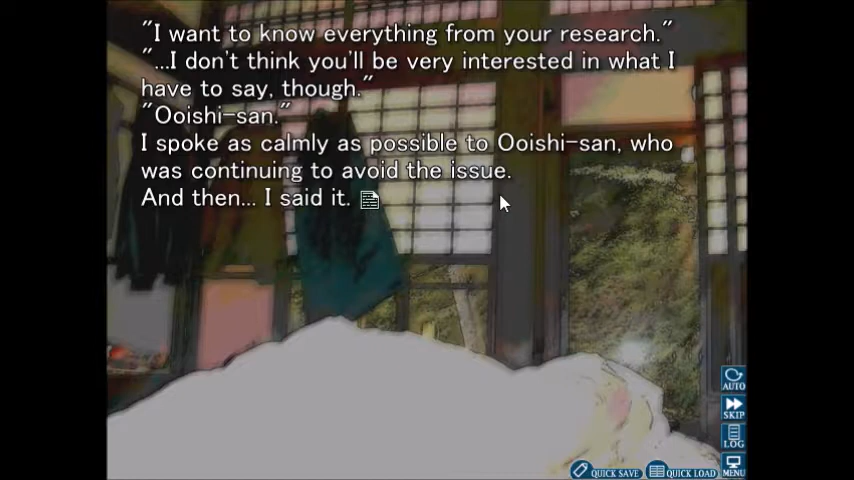 "I want to know everything from your research."
"...I don't think you'll be very interested in what I
have to say, though."
"Ooishi-san."
I spoke as calmly as possible to Ooishi-san, who
was continuing to avoid the issue.
And then... I said it.
AUTO
SKIP
LOG
MENU
QUICK SAVE
QUICK LOAD